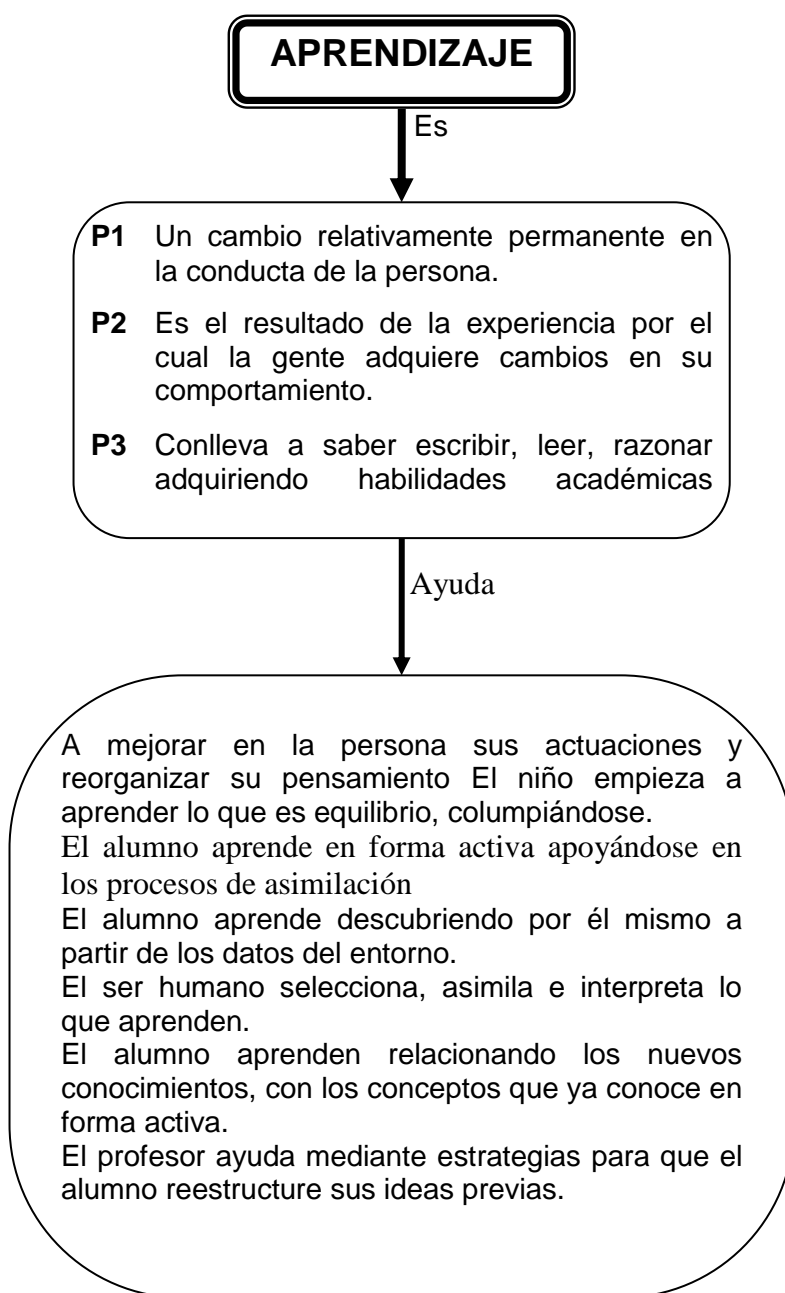 APRENDIZAJE
Es
P1 Un cambio relativamente permanente en
la conducta de la persona.
P2 Es el resultado de la experiencia por el
cual la gente adquiere cambios en su
comportamiento.
P3 Conlleva a saber escribir, leer, razonar
adquiriendo habilidades académicas
Ayuda
A mejorar en la persona sus actuaciones y
reorganizar su pensamiento El niño empieza a
aprender lo que es equilibrio, columpiándose.
El alumno aprende en forma activa apoyándose en
los procesos de asimilación
El alumno aprende descubriendo por él mismo a
partir de los datos del entorno.
El ser humano selecciona, asimila e interpreta lo
que aprenden.
El alumno aprenden relacionando los nuevos
conocimientos, con los conceptos que ya conoce en
forma activa.
El profesor ayuda mediante estrategias para que el
alumno reestructure sus ideas previas.